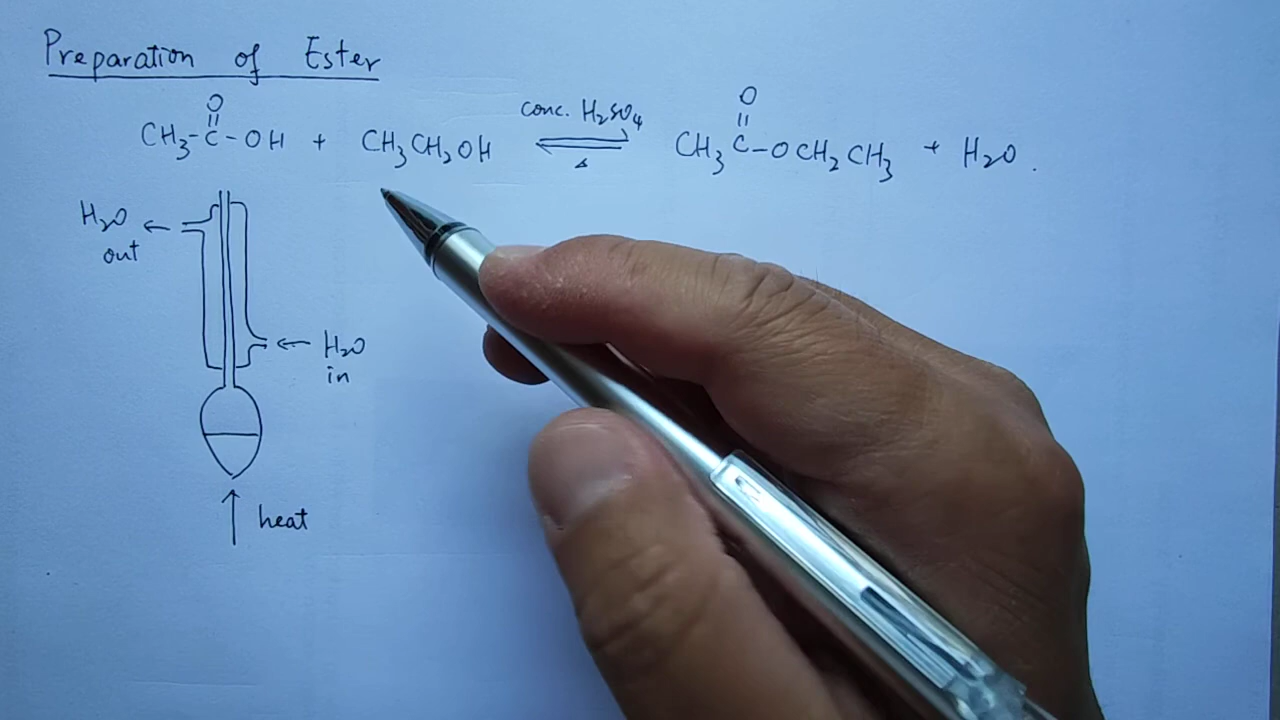 Preparation of Ester
O O
|| conc. H₂SO₄ ||
CH₃-C-OH + CH₃CH₂OH ⇌ CH₃C-OCH₂CH₃ + H₂O.
Δ
H₂O ←
out
← H₂O
in
↑ heat